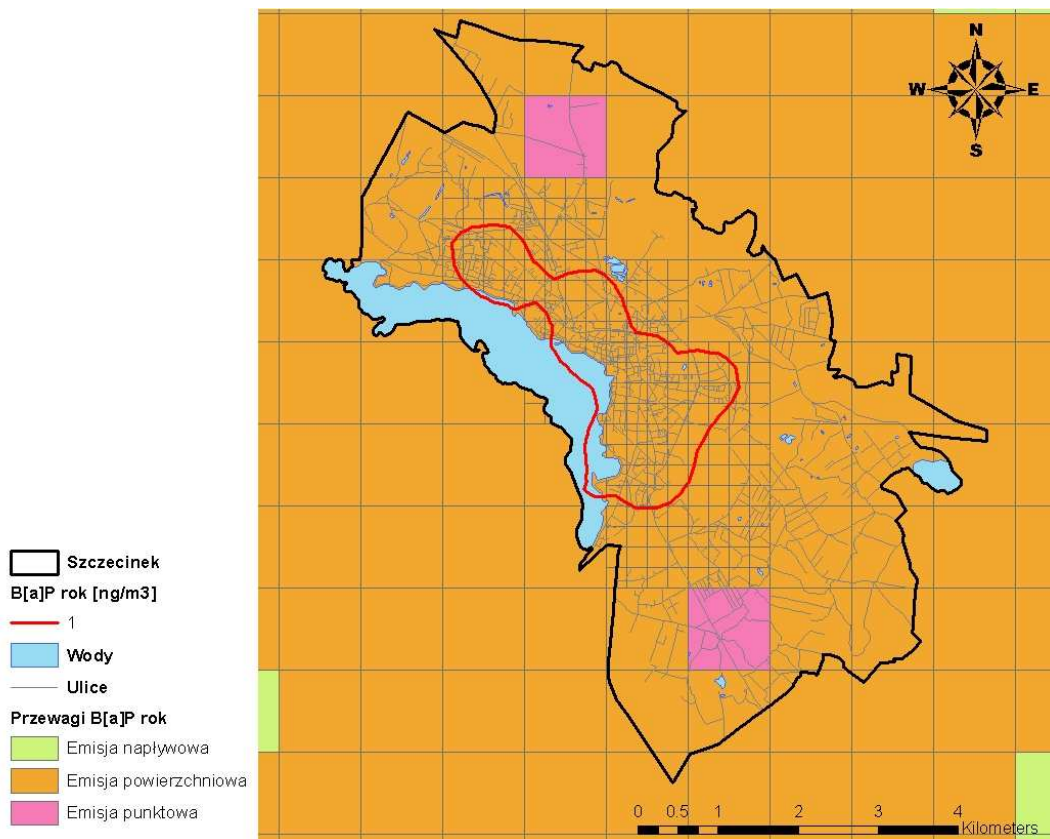 N
W E
S
Szczecinek
B[a]P rok [ng/m3]
1
Wody
Ulice
Przewagi B[a]P rok
Emisja napływowa
Emisja powierzchniowa
Emisja punktowa
0 0.5 1 2 3 4
Kilometers